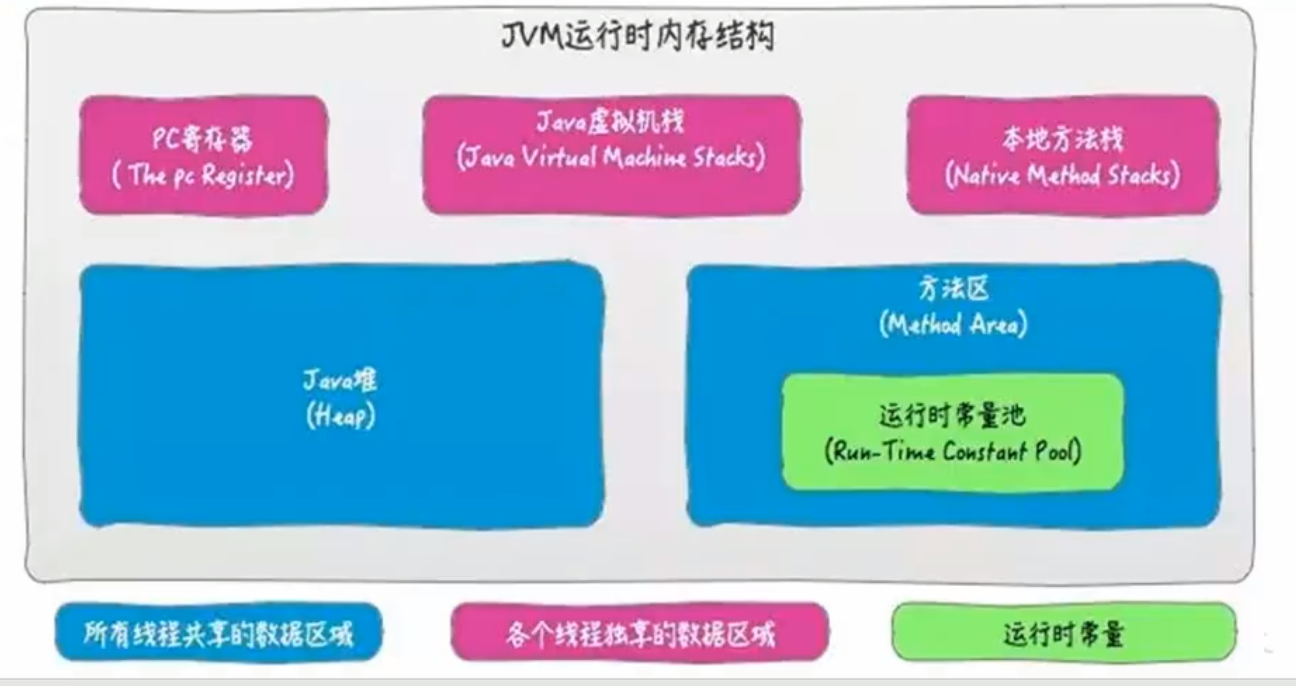 JVM运行时内存结构
PC寄存器
( The pc Register)
Java虚拟机栈
(Java Virtual Machine Stacks)
本地方法栈
(Native Method Stacks)
Java堆
(Heap)
方法区
(Method Area)
运行时常量池
(Run-Time Constant Pool)
所有线程共享的数据区域
各个线程独享的数据区域
运行时常量